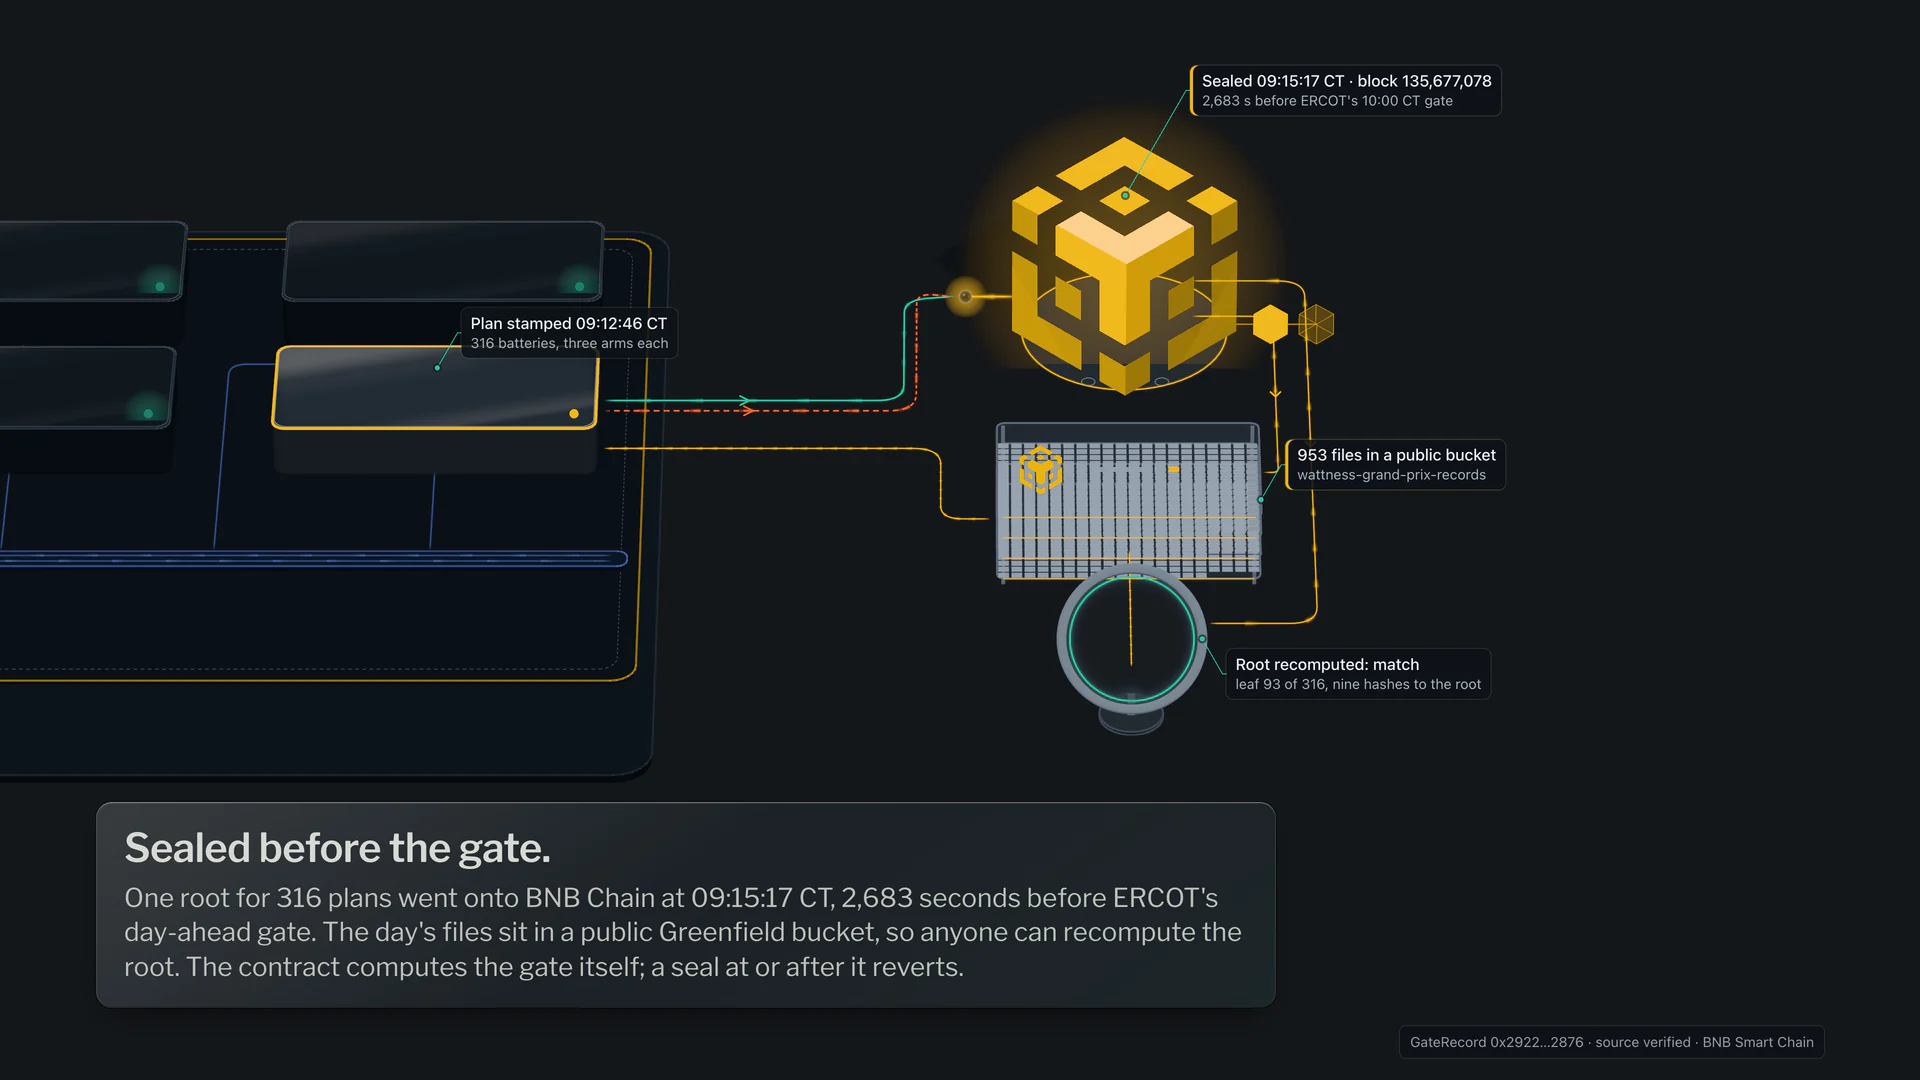 Sealed 09:15:17 CT · block 135,677,078
2,683 s before ERCOT's 10:00 CT gate
Plan stamped 09:12:46 CT
316 batteries, three arms each
953 files in a public bucket
wattness-grand-prix-records
Root recomputed: match
leaf 93 of 316, nine hashes to the root
Sealed before the gate.
One root for 316 plans went onto BNB Chain at 09:15:17 CT, 2,683 seconds before ERCOT's
day-ahead gate. The day's files sit in a public Greenfield bucket, so anyone can recompute the
root. The contract computes the gate itself; a seal at or after it reverts.
GateRecord 0x2922...2876 · source verified · BNB Smart Chain